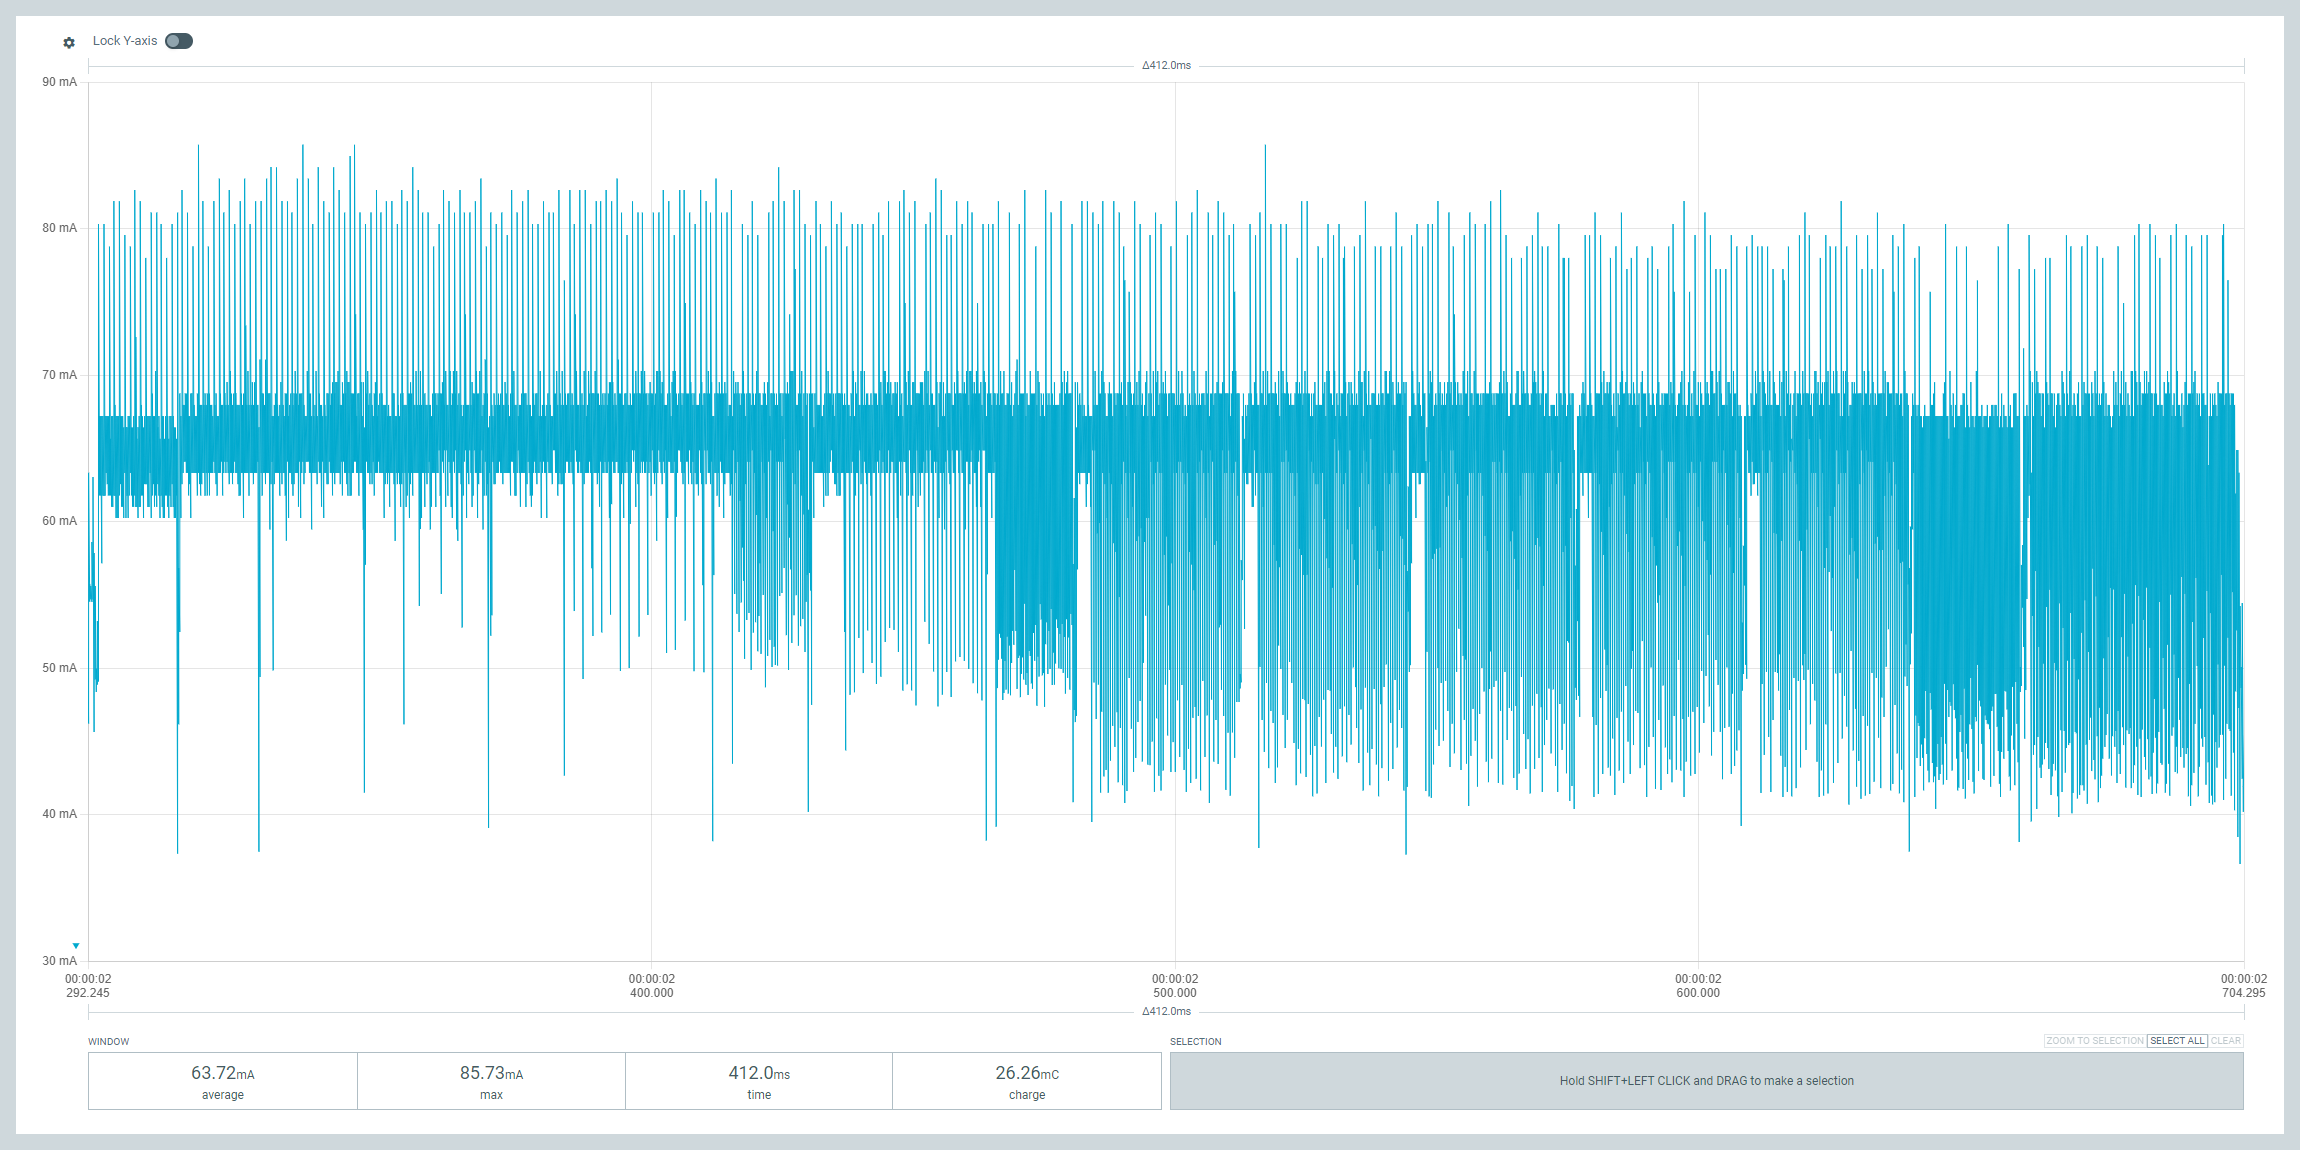 Lock Y-axis
Δ412.0ms
90 mA
80 mA
70 mA
60 mA
50 mA
40 mA
30 mA
00:00:02 00:00:02 00:00:02 00:00:02 00:00:02
292.245 400.000 500.000 600.000 704.295
Δ412.0ms
WINDOW
63.72mA 85.73mA 412.0ms 26.26mC
average max time charge
SELECTION
ZOOM TO SELECTION SELECT ALL CLEAR
Hold SHIFT+LEFT CLICK and DRAG to make a selection